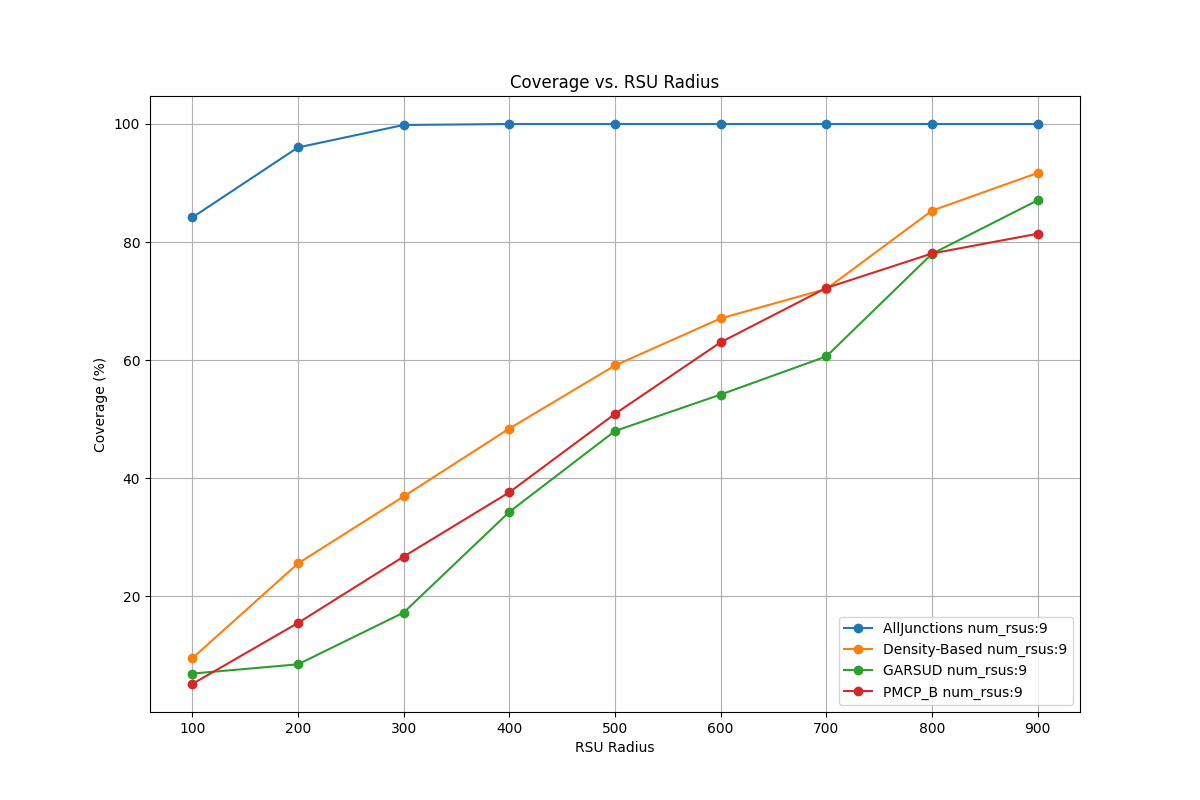 Coverage vs. RSU Radius
Coverage (%)
100
80
60
40
20
100 200 300 400 500 600 700 800 900
RSU Radius
AllJunctions num_rsus:9
Density-Based num_rsus:9
GARSUD num_rsus:9
PMCP_B num_rsus:9